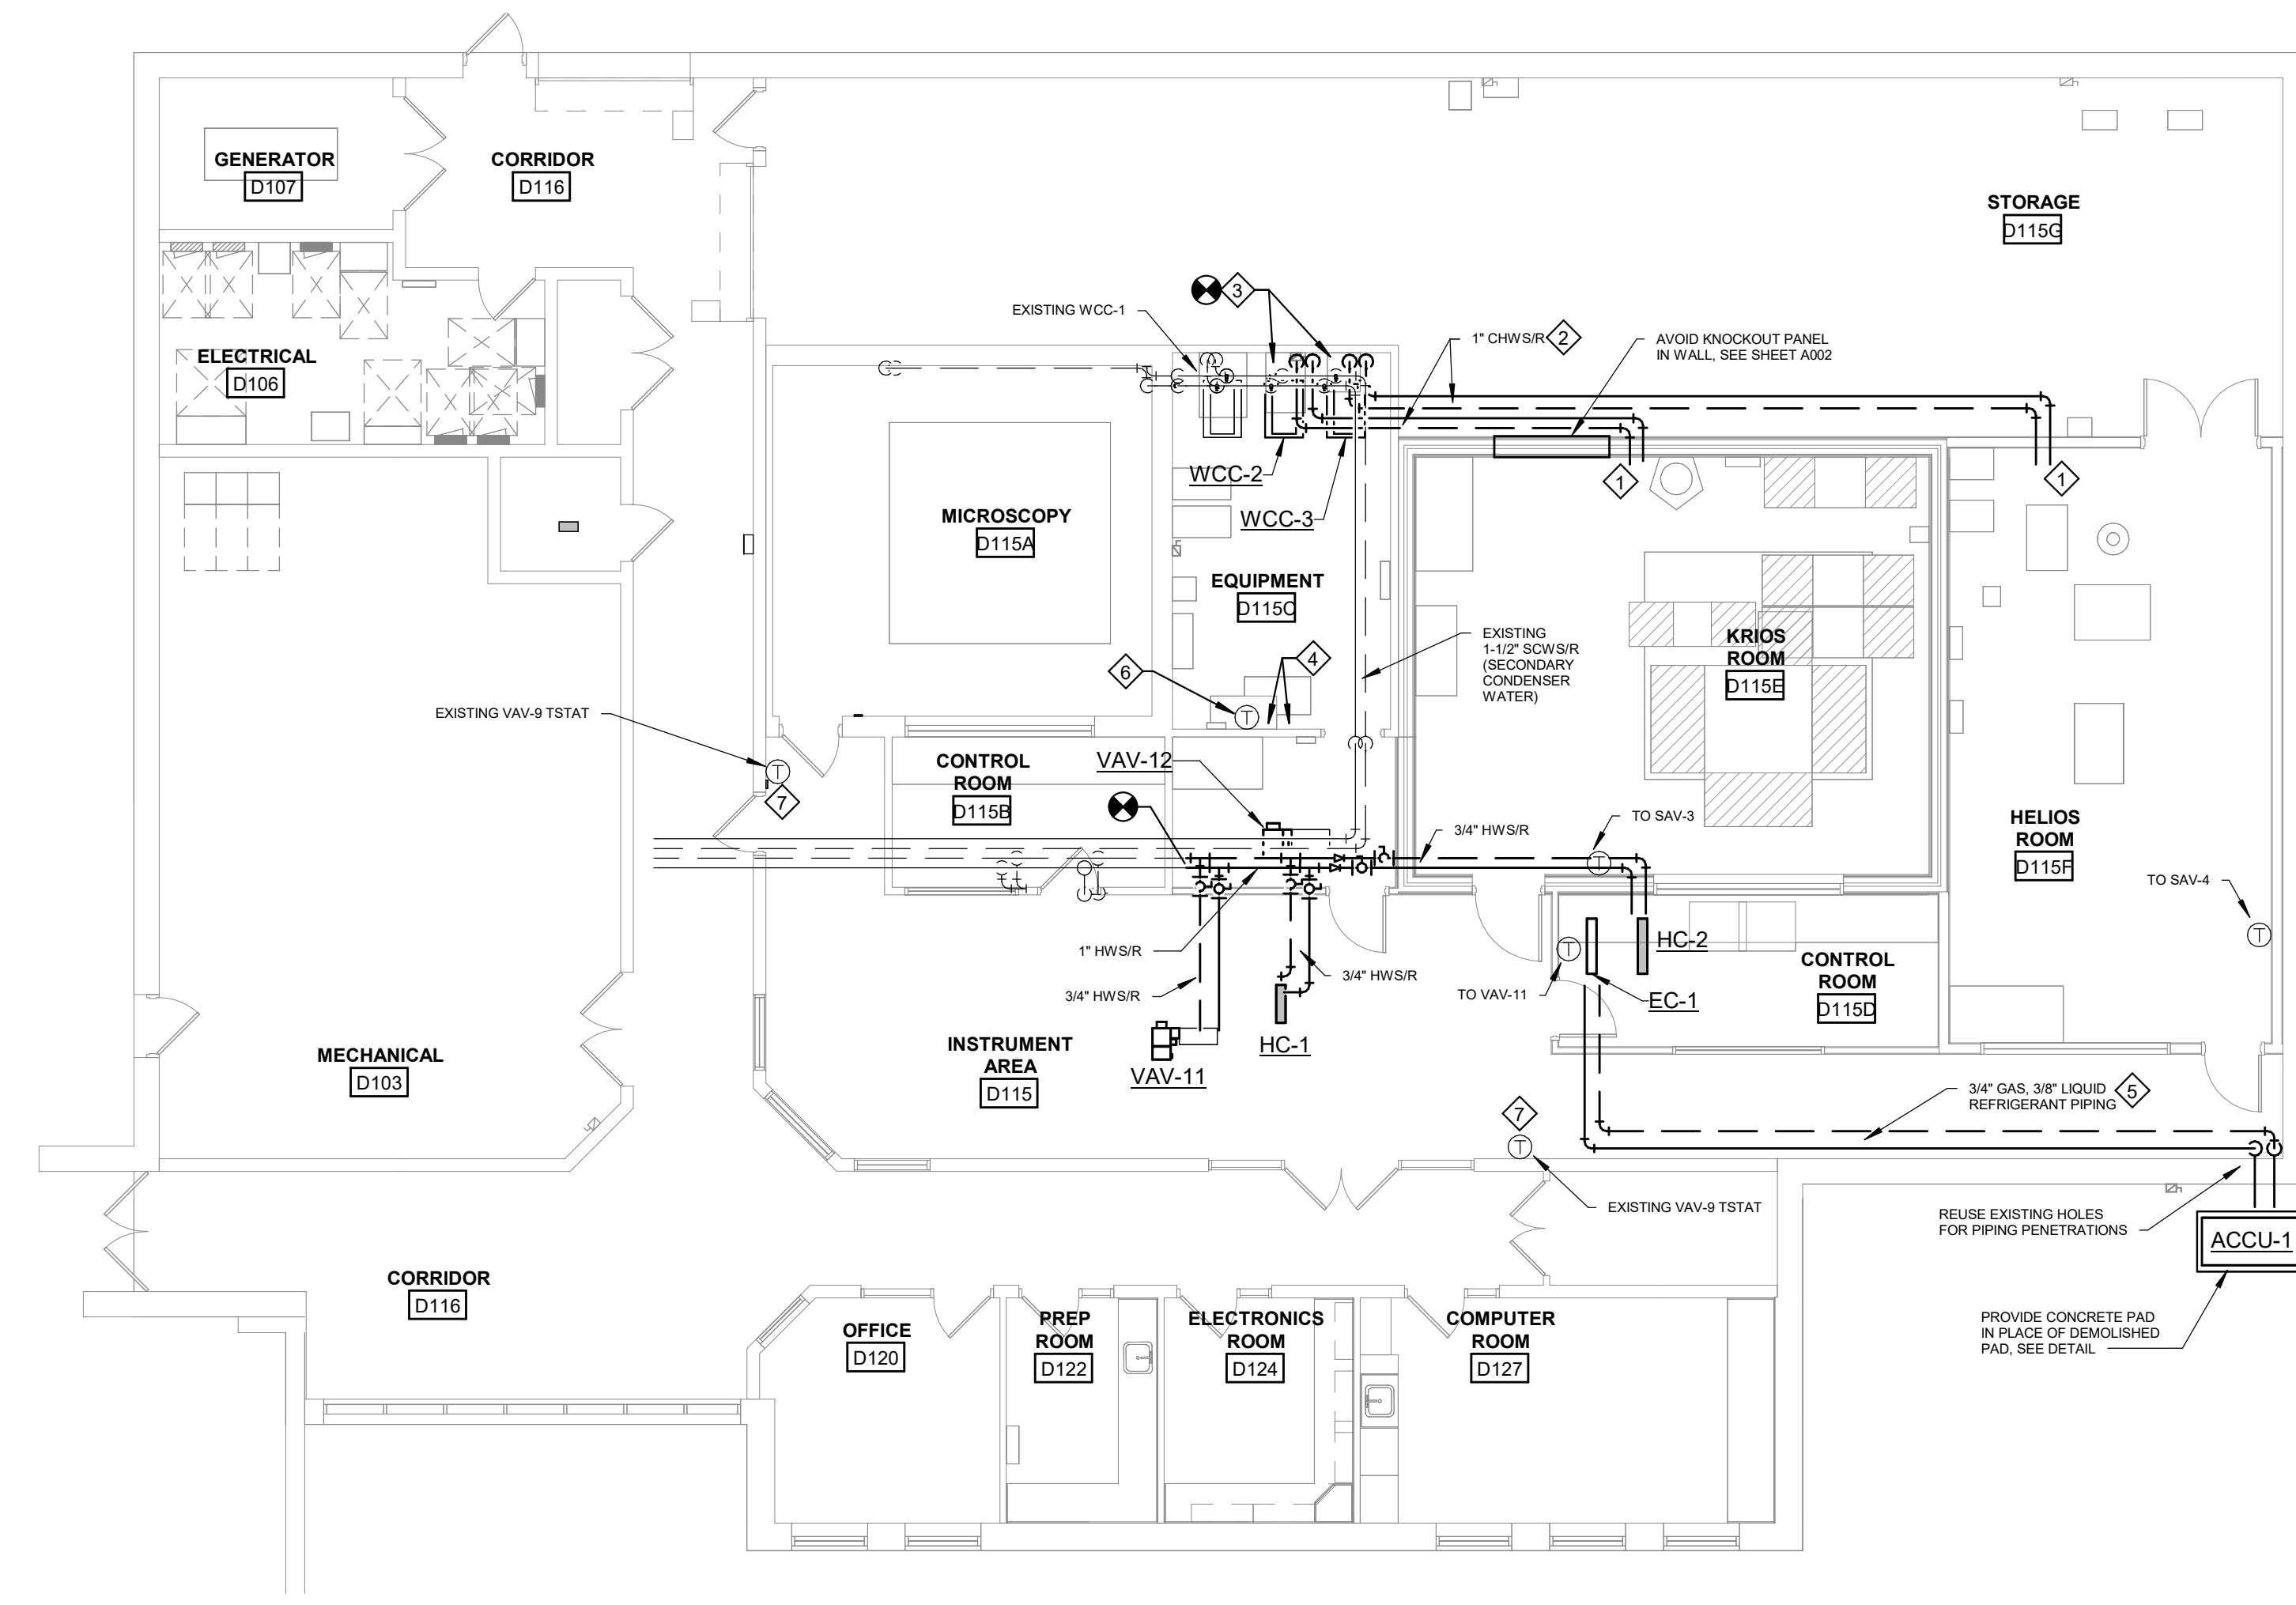 GENERATOR
D107
CORRIDOR
D116
STORAGE
D115G
3
EXISTING WCC-1
1" CHWS/R
2
AVOID KNOCKOUT PANEL
IN WALL, SEE SHEET A002
ELECTRICAL
D106
WCC-2
1
1
WCC-3
MICROSCOPY
D115A
EQUIPMENT
D115C
EXISTING
1-1/2" SCWS/R
(SECONDARY
CONDENSER
WATER)
KRIOS
ROOM
D115E
4
6
T
EXISTING VAV-9 TSTAT
T
7
CONTROL
ROOM
D115B
VAV-12
TO SAV-3
T
3/4" HWS/R
HELIOS
ROOM
D115F
TO SAV-4
T
1" HWS/R
3/4" HWS/R
3/4" HWS/R
HC-2
T
TO VAV-11
EC-1
CONTROL
ROOM
D115D
MECHANICAL
D103
INSTRUMENT
AREA
D115
HC-1
VAV-11
3/4" GAS, 3/8" LIQUID
REFRIGERANT PIPING
5
7
T
EXISTING VAV-9 TSTAT
REUSE EXISTING HOLES
FOR PIPING PENETRATIONS
ACCU-1
CORRIDOR
D116
OFFICE
D120
PREP
ROOM
D122
ELECTRONICS
ROOM
D124
COMPUTER
ROOM
D127
PROVIDE CONCRETE PAD
IN PLACE OF DEMOLISHED
PAD, SEE DETAIL